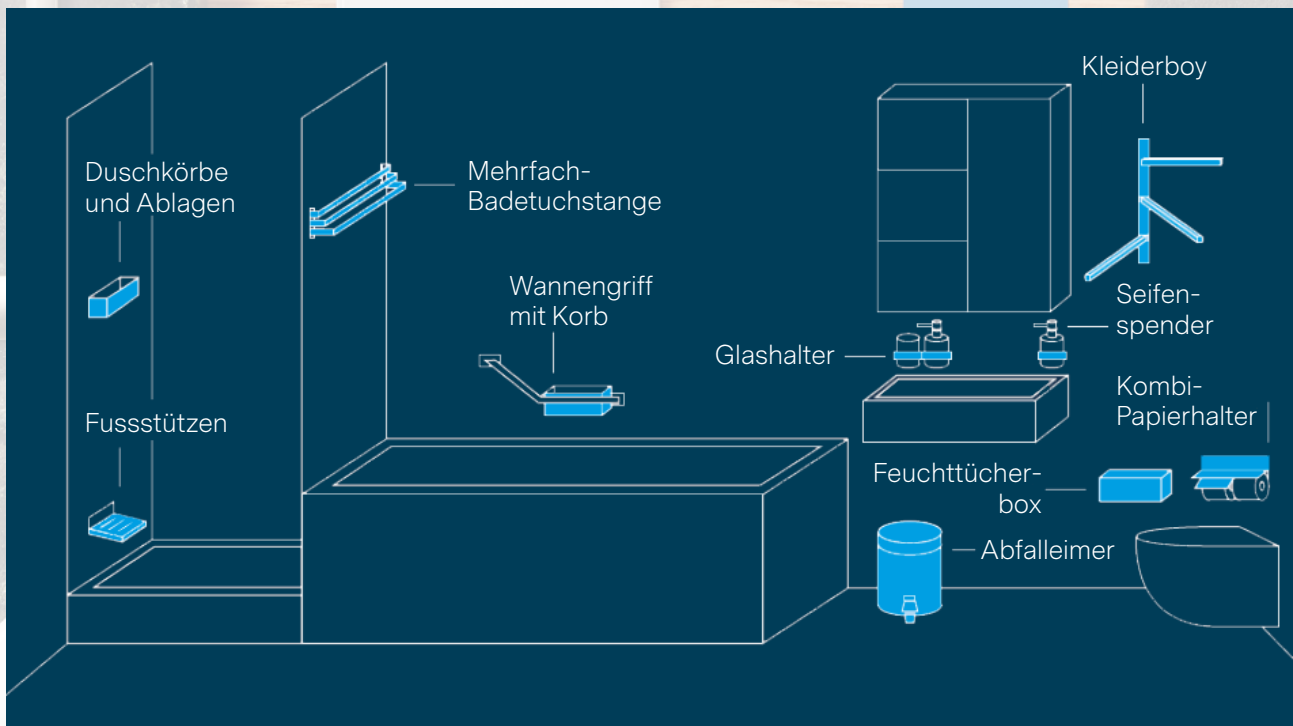 Kleiderboy
Duschkörbe
und Ablagen
Mehrfach-
Badetuchstange
Wannengriff
mit Korb
Seifen-
spender
Glashalter
Kombi-
Papierhalter
Fussstützen
Feuchttücher-
box
Abfalleimer